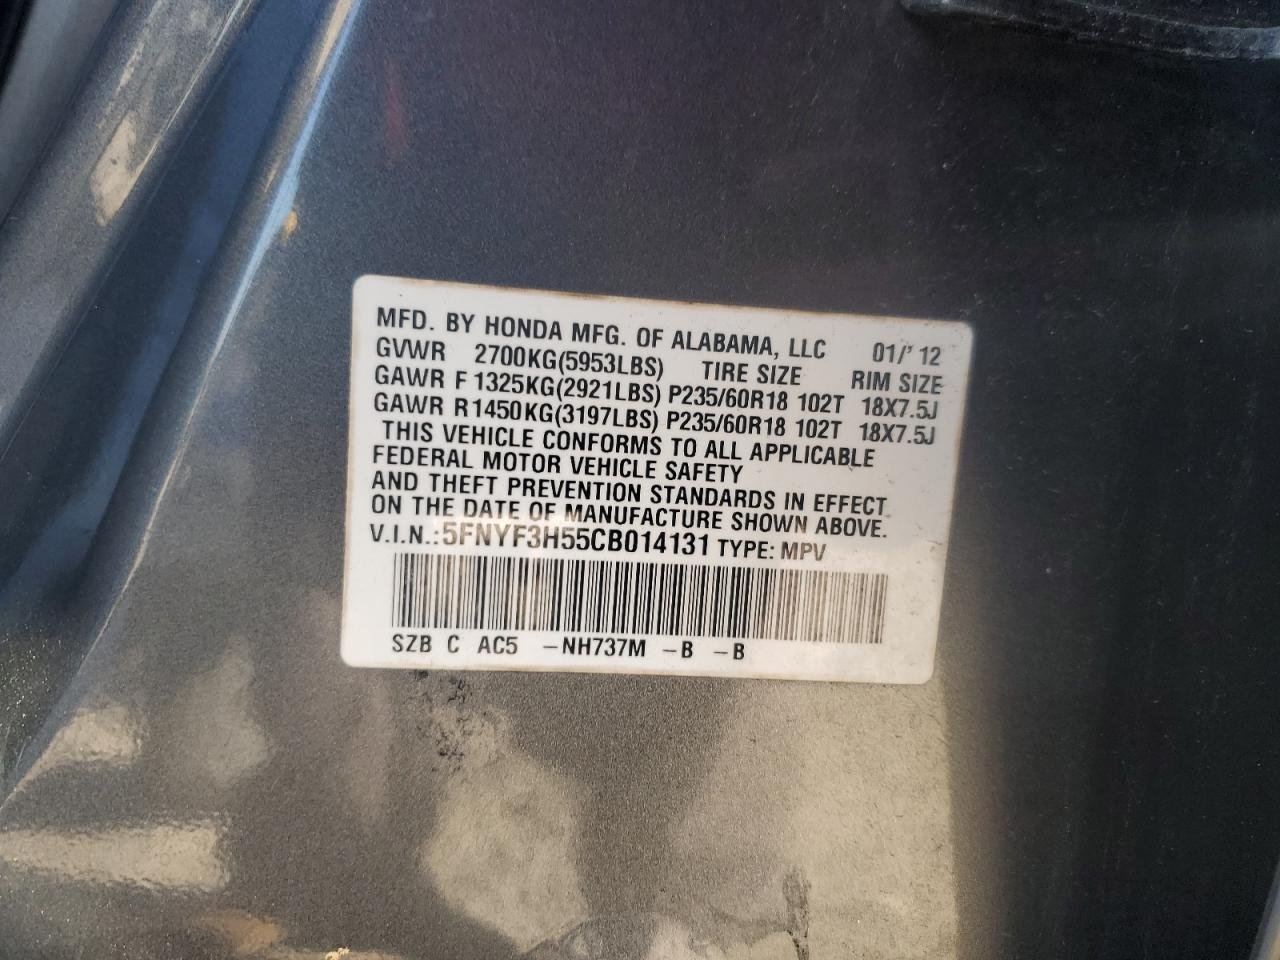 MFD. BY HONDA MFG. OF ALABAMA, LLC 01/'12
GVWR 2700KG(5953LBS) TIRE SIZE RIM SIZE
GAWR F 1325KG(2921LBS) P235/60R18 102T 18X7.5J
GAWR R1450KG(3197LBS) P235/60R18 102T 18X7.5J
THIS VEHICLE CONFORMS TO ALL APPLICABLE
FEDERAL MOTOR VEHICLE SAFETY
AND THEFT PREVENTION STANDARDS IN EFFECT
ON THE DATE OF MANUFACTURE SHOWN ABOVE.
V.I.N.: 5FNYF3H55CB014131 TYPE: MPV
SZB C AC5 -NH737M -B -B